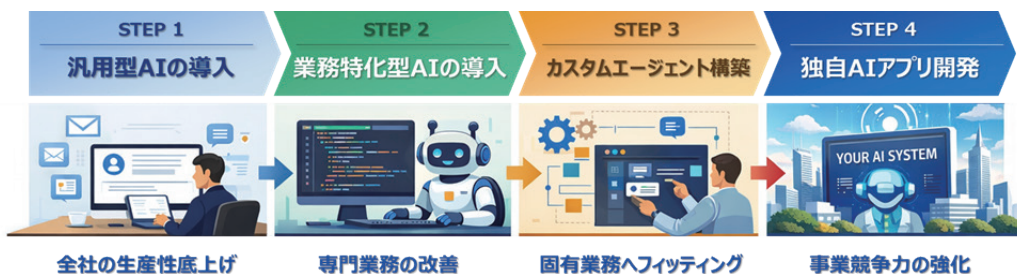 STEP 1
汎用型AIの導入
STEP 2
業務特化型AIの導入
STEP 3
カスタムエージェント構築
STEP 4
独自AIアプリ開発
YOUR AI SYSTEM
全社の生産性底上げ
専門業務の改善
固有業務へフィッティング
事業競争力の強化